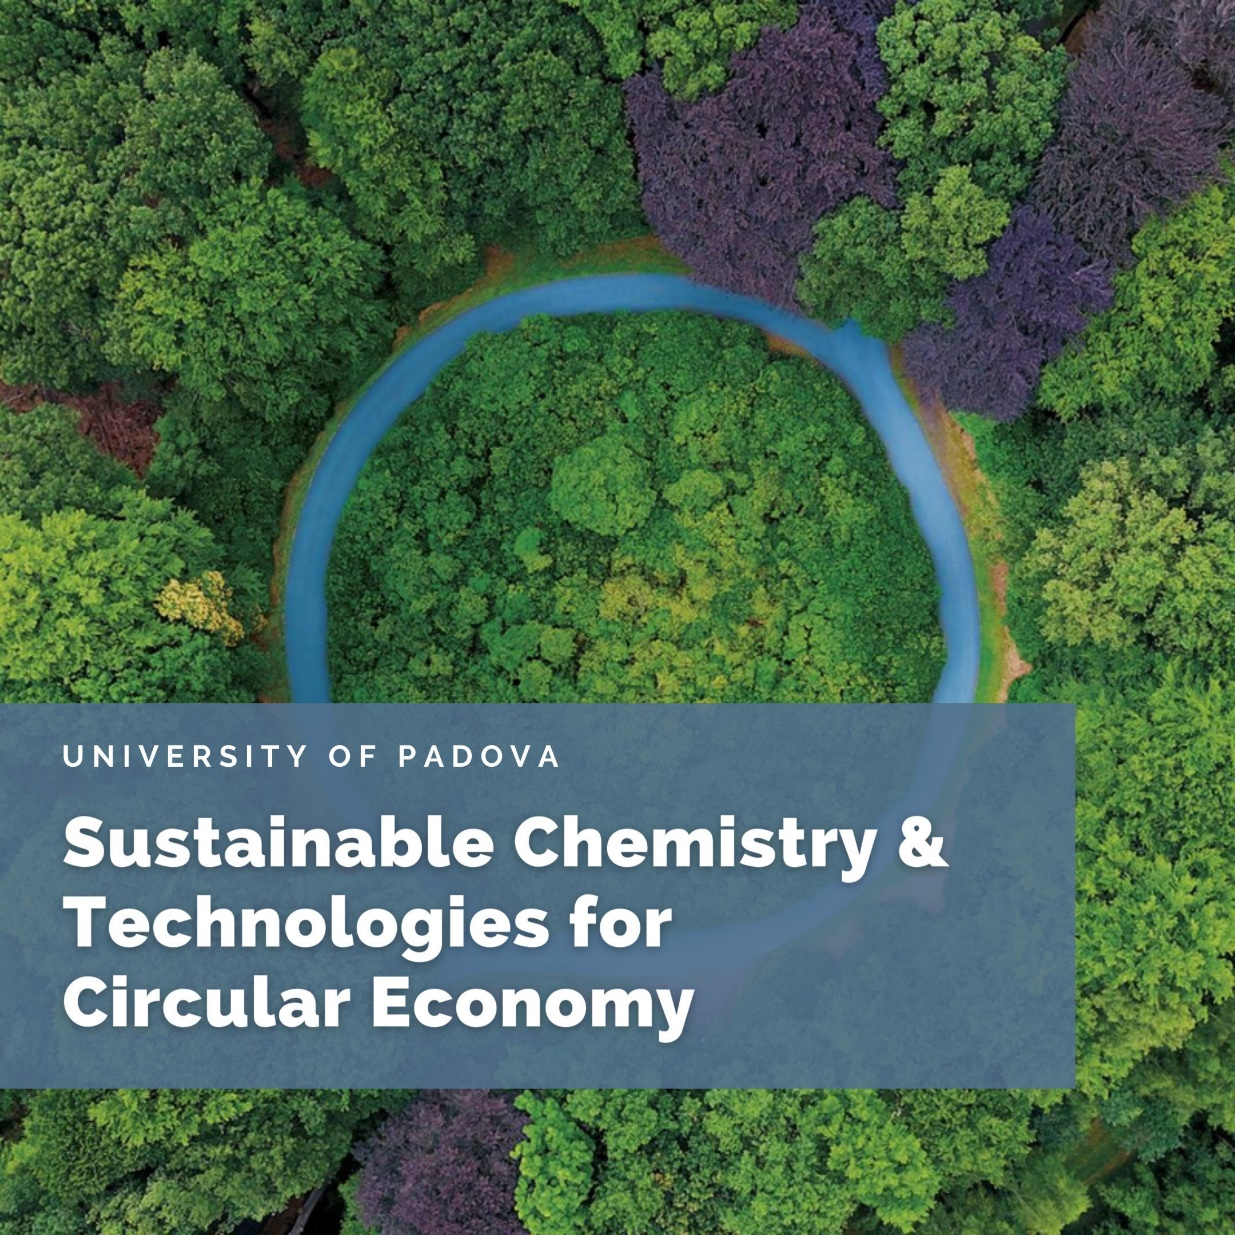 UNIVERSITY OF PADOVA
Sustainable Chemistry &
Technologies for
Circular Economy